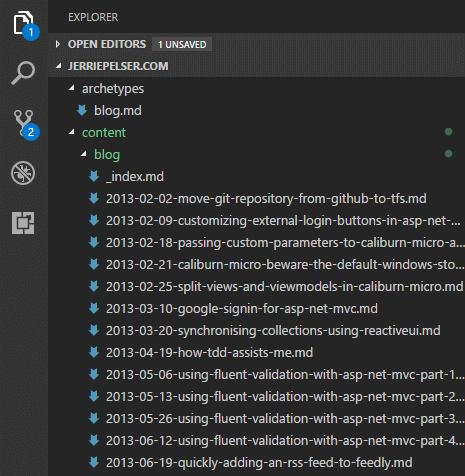 EXPLORER
1
OPEN EDITORS 1 UNSAVED
JERRIEPELSER.COM
archetypes
blog.md
2
content
blog
_index.md
2013-02-02-move-git-repository-from-github-to-tfs.md
2013-02-09-customizing-external-login-buttons-in-asp-net-...
2013-02-18-passing-custom-parameters-to-caliburn-micro-a...
2013-02-21-caliburn-micro-beware-the-default-windows-sto...
2013-02-25-split-views-and-viewmodels-in-caliburn-micro.md
2013-03-10-google-signin-for-asp-net-mvc.md
2013-03-20-synchronising-collections-using-reactiveui.md
2013-04-19-how-tdd-assists-me.md
2013-05-06-using-fluent-validation-with-asp-net-mvc-part-1...
2013-05-13-using-fluent-validation-with-asp-net-mvc-part-2...
2013-05-26-using-fluent-validation-with-asp-net-mvc-part-3...
2013-06-12-using-fluent-validation-with-asp-net-mvc-part-4...
2013-06-19-quickly-adding-an-rss-feed-to-feedly.md